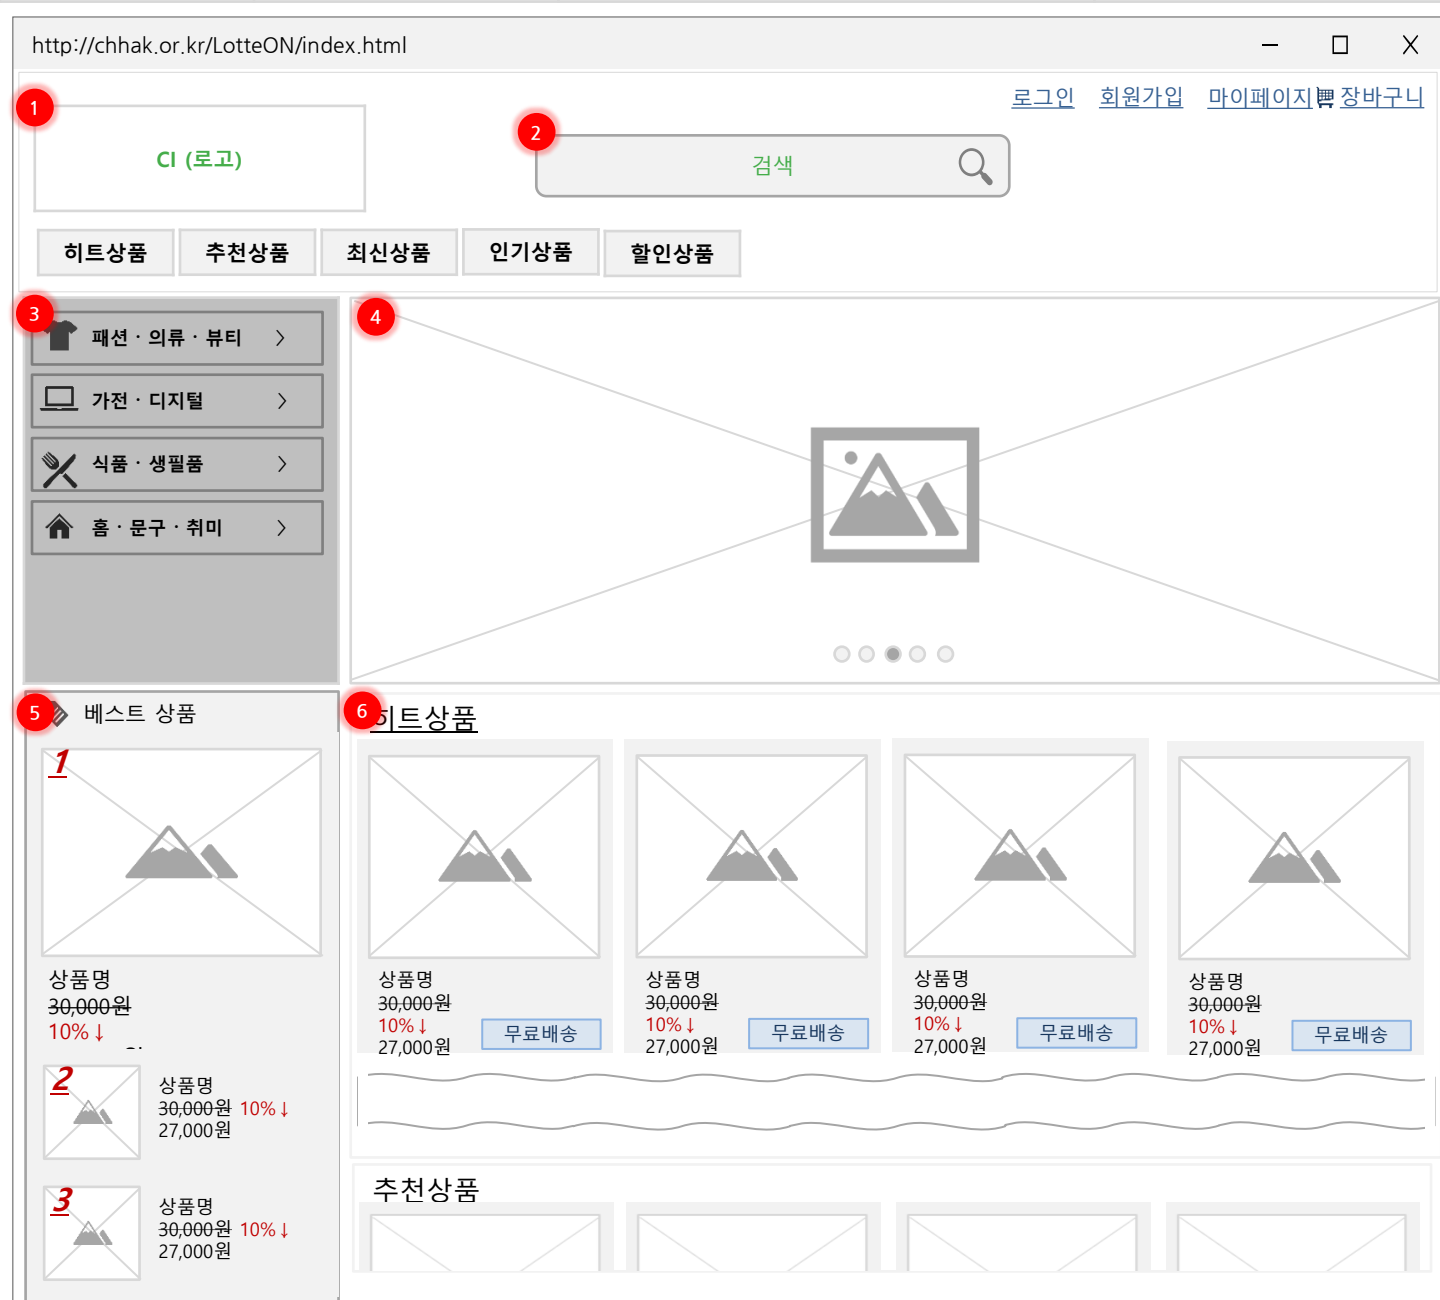 http://chhak.or.kr/LotteON/index.html
로그인 회원가입 마이페이지 장바구니
1
CI (로고)
2
검색
히트상품 추천상품 최신상품 인기상품 할인상품
3
패션 · 의류 · 뷰티 >
가전 · 디지털 >
식품 · 생필품 >
홈 · 문구 · 취미 >
4
5
베스트 상품
1
상품명
30,000원
10%↓
2
상품명
30,000원 10%↓
27,000원
3
상품명
30,000원 10%↓
27,000원
6
히트상품
상품명
30,000원
10%↓
27,000원
무료배송
상품명
30,000원
10%↓
27,000원
무료배송
상품명
30,000원
10%↓
27,000원
무료배송
상품명
30,000원
10%↓
27,000원
무료배송
추천상품